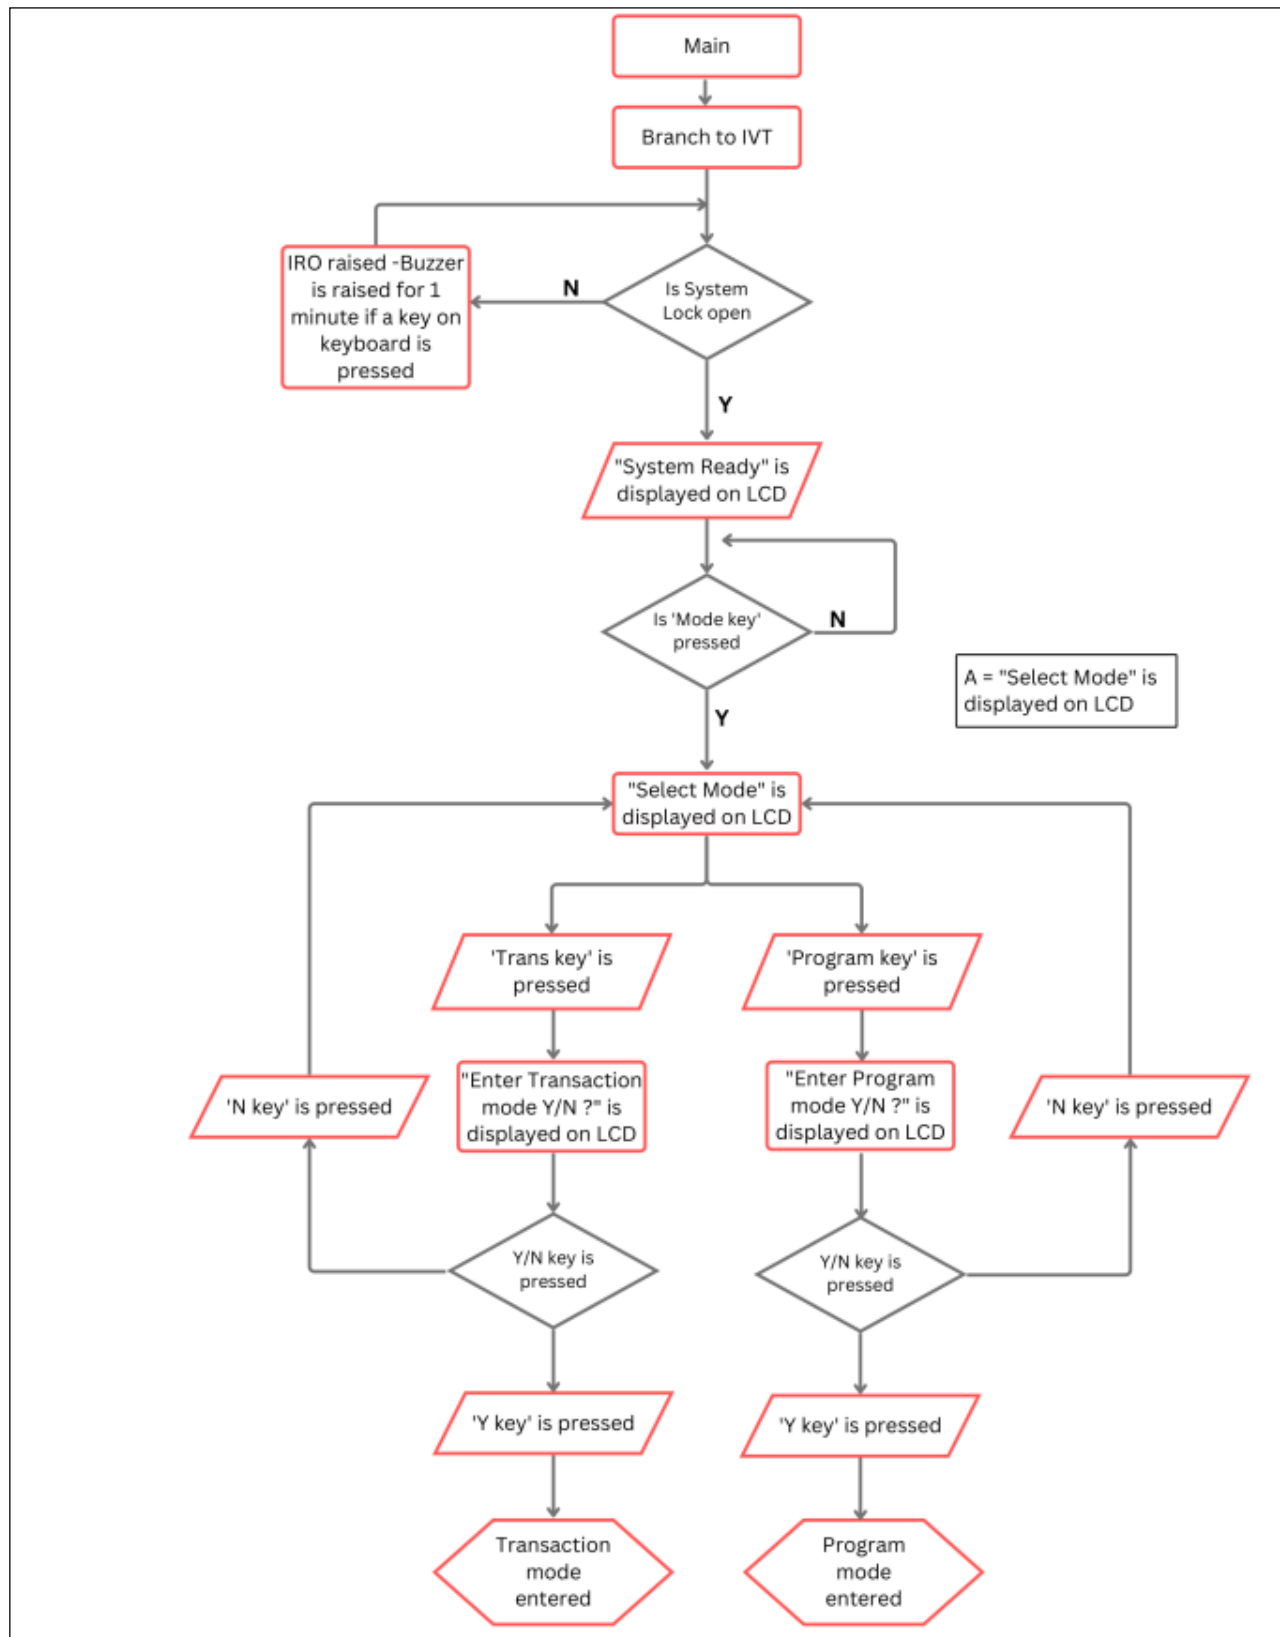 Main
Branch to IVT
IRO raised -Buzzer
is raised for 1
minute if a key on
keyboard is
pressed
N
Is System
Lock open
Y
"System Ready" is
displayed on LCD
Is 'Mode key'
pressed
N
A = "Select Mode" is
displayed on LCD
Y
"Select Mode" is
displayed on LCD
'Trans key' is
pressed
'Program key' is
pressed
'N key' is pressed
"Enter Transaction
mode Y/N ?" is
displayed on LCD
"Enter Program
mode Y/N ?" is
displayed on LCD
'N key' is pressed
Y/N key is
pressed
Y/N key is
pressed
'Y key' is pressed
'Y key' is pressed
Transaction
mode
entered
Program
mode
entered